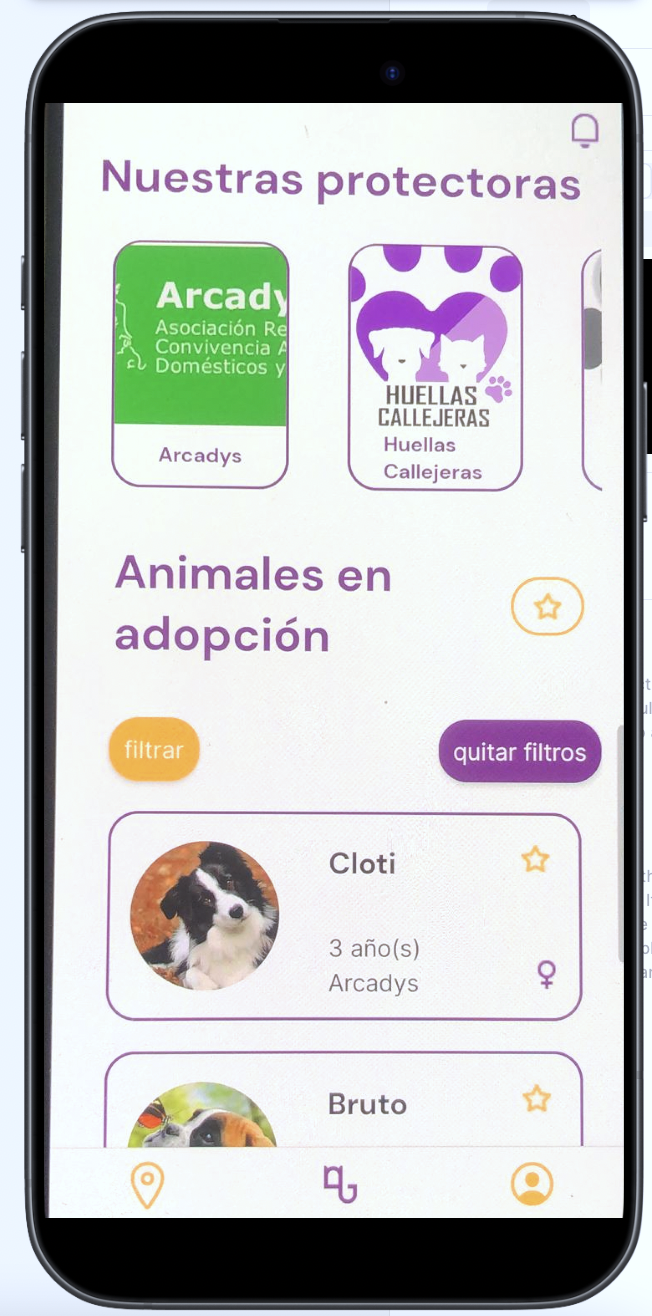 Nuestras protectoras
Arcady
Asociación Re
Convivencia A
Domésticos y
Arcadys
HUELLAS
CALLEJERAS
Huellas
Callejeras
Animales en
adopción
filtrar
quitar filtros
Cloti
3 año(s)
Arcadys
Bruto